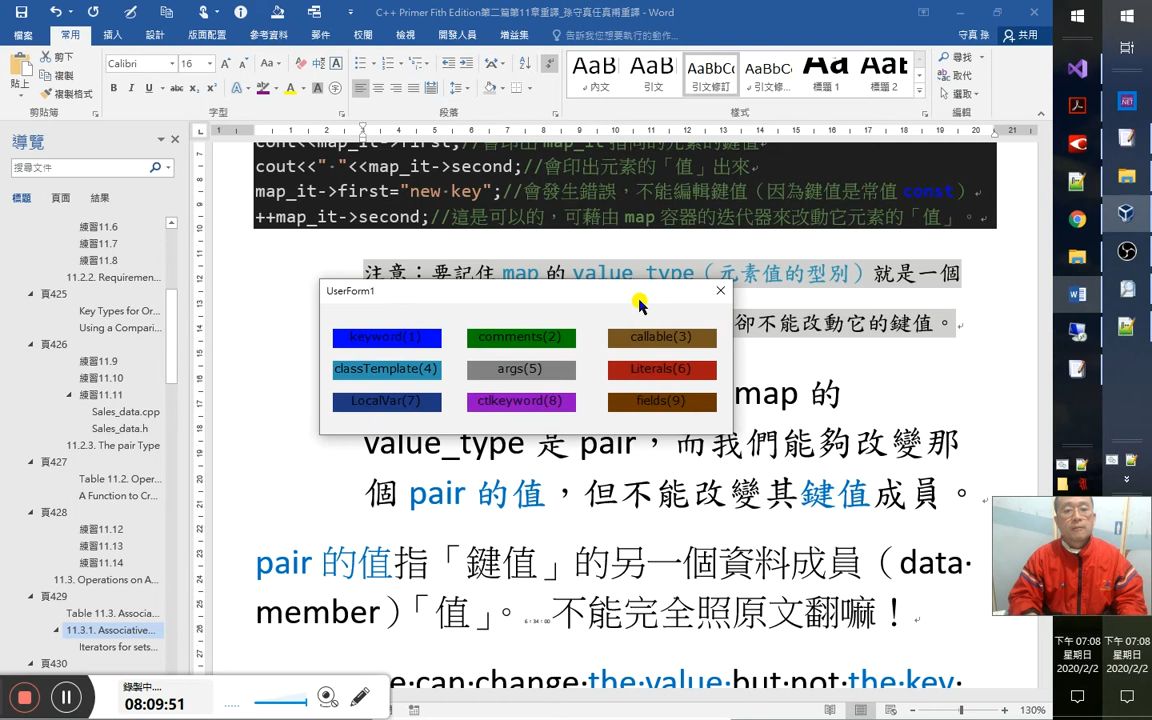 C++ Primer Fifth Edition第二篇第11章重譯_孫守真任真甫重譯 - Word
檔案 常用 插入 設計 版面配置 參考資料 郵件 校閱 檢視 開發人員 增益集 告訴我您想要執行的動作... 守真 孫 共用
貼上 剪下 複製 複製格式 剪貼簿
Calibri 16 字型
段落
AaB 內文 AaB 引文 AaBbC 引文修訂 AaBbC 引文修... Aa 標題 1 AaB 標題 2 樣式
尋找 取代 選取 編輯
導覽
搜尋文件
標題 頁面 結果
練習11.6
練習11.7
練習11.8
11.2.2. Requiremen...
頁425
Key Types for Or...
Using a Compari...
頁426
練習11.9
練習11.10
練習11.11
Sales_data.cpp
Sales_data.h
11.2.3. The pair Type
頁427
Table 11.2. Oper...
A Function to Cr...
頁428
練習11.12
練習11.13
練習11.14
11.3. Operations on A...
頁429
Table 11.3. Associa...
11.3.1. Associative...
Iterators for sets...
頁430
cout<<map_it->first;//會印出 map_it 指向的元素的鍵值
cout<<" "<<map_it->second;//會印出元素的「值」出來
map_it->first="new key";//會發生錯誤，不能編輯鍵值（因為鍵值是常值 const）
++map_it->second;//這是可以的，可藉由 map 容器的迭代器來改動它元素的「值」。
注意：要記住 map 的 value_type（元素值的型別）就是一個
卻不能改動它的鍵值。
UserForm1
keyword(1) comments(2) callable(3)
classTemplate(4) args(5) Literals(6)
LocalVar(7) ctlkeyword(8) fields(9)
map 的
value_type 是 pair，而我們能夠改變那
個 pair 的值，但不能改變其鍵值成員。
pair 的值指「鍵值」的另一個資料成員（data
member）「值」。6:34:00不能完全照原文翻嘛！
e can change the value but not the key
錄製中...
08:09:51
130%
下午 07:08 下午 07:08
星期日 星期日
2020/2/2 2020/2/2